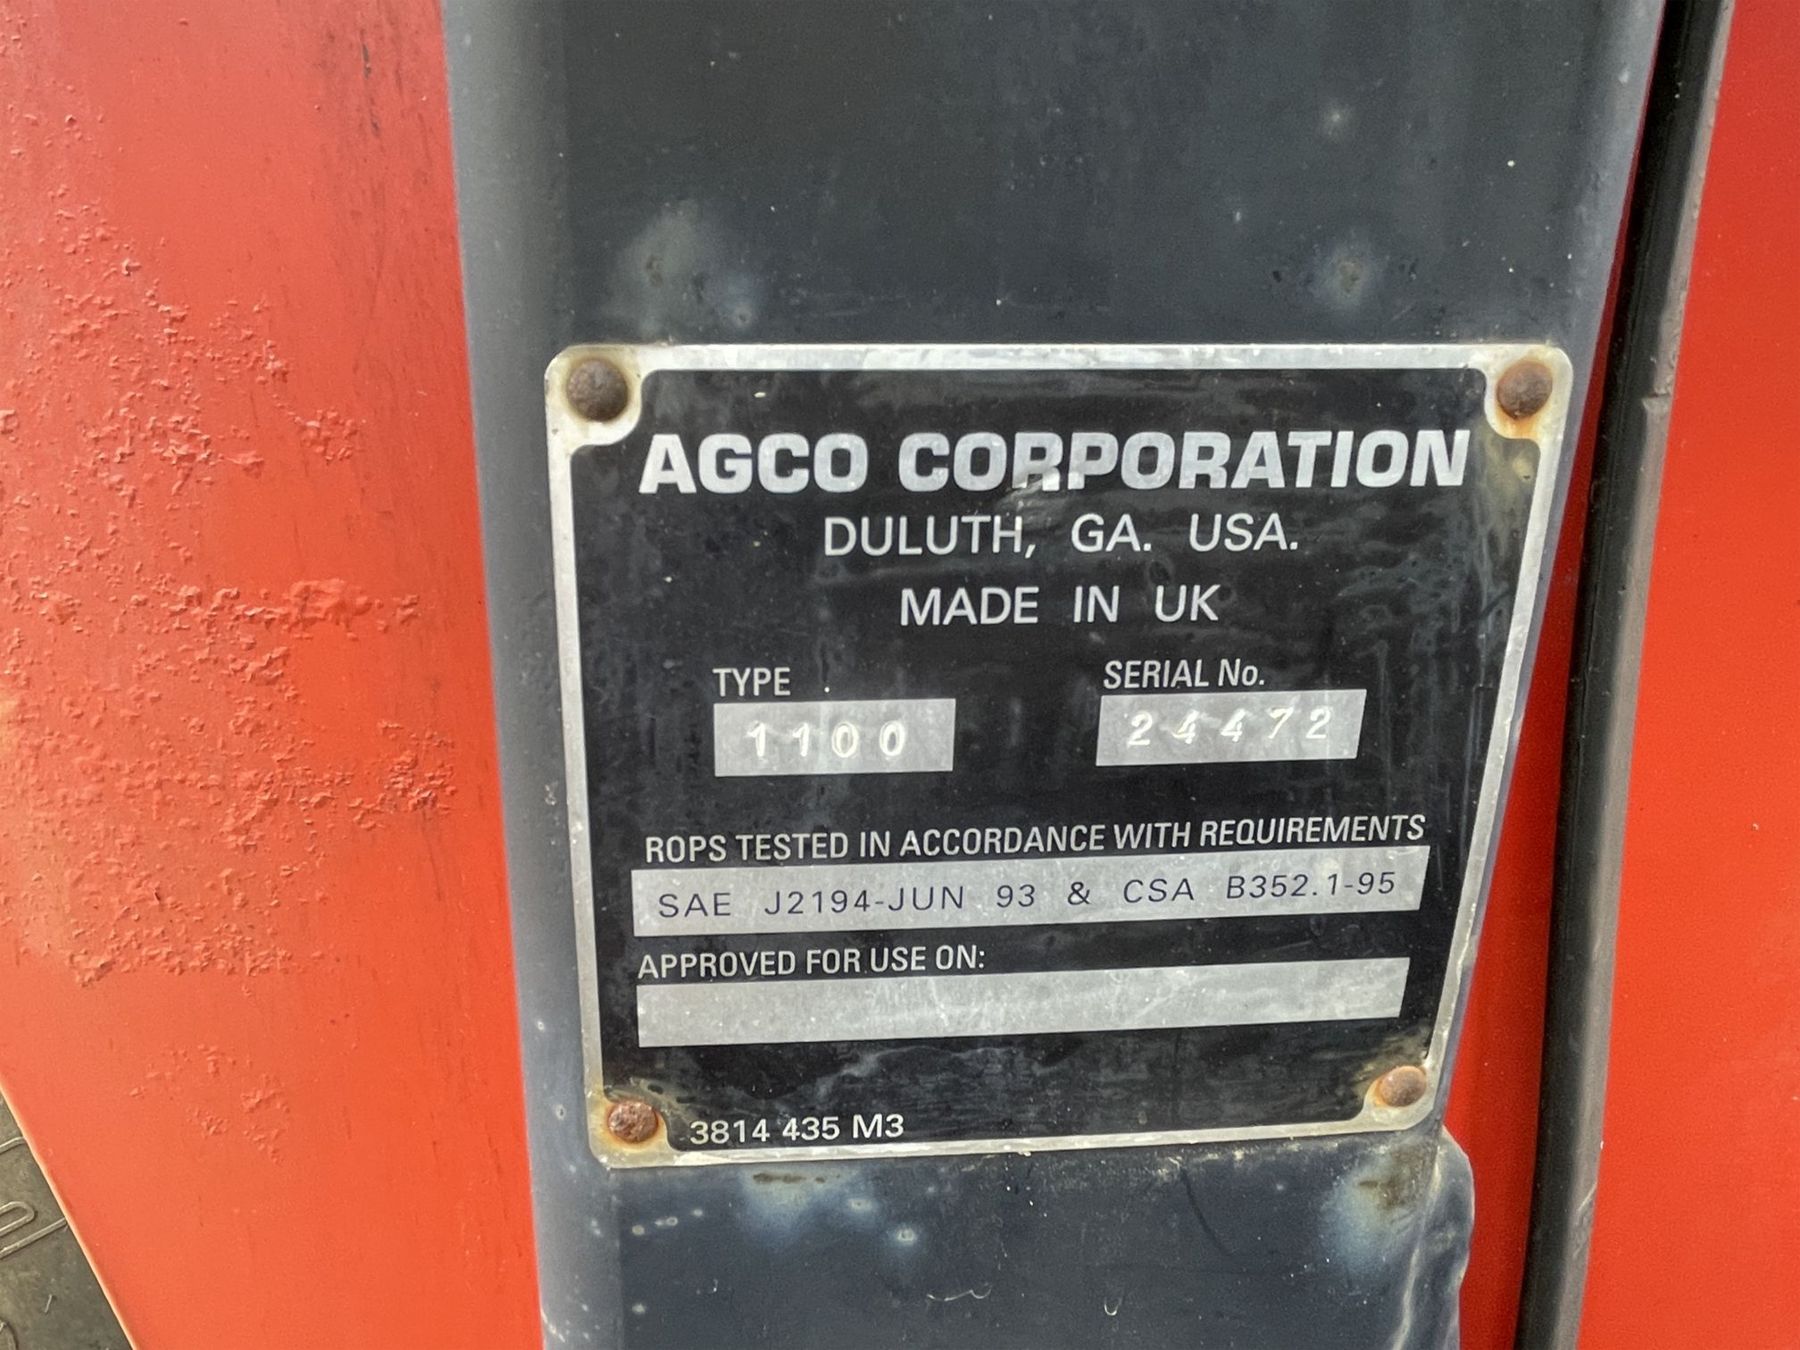 AGCO CORPORATION
DULUTH, GA. USA.
MADE IN UK
TYPE SERIAL No.
1100 24472
ROPS TESTED IN ACCORDANCE WITH REQUIREMENTS
SAE J2194-JUN 93 & CSA B352.1-95
APPROVED FOR USE ON:
3814 435 M3